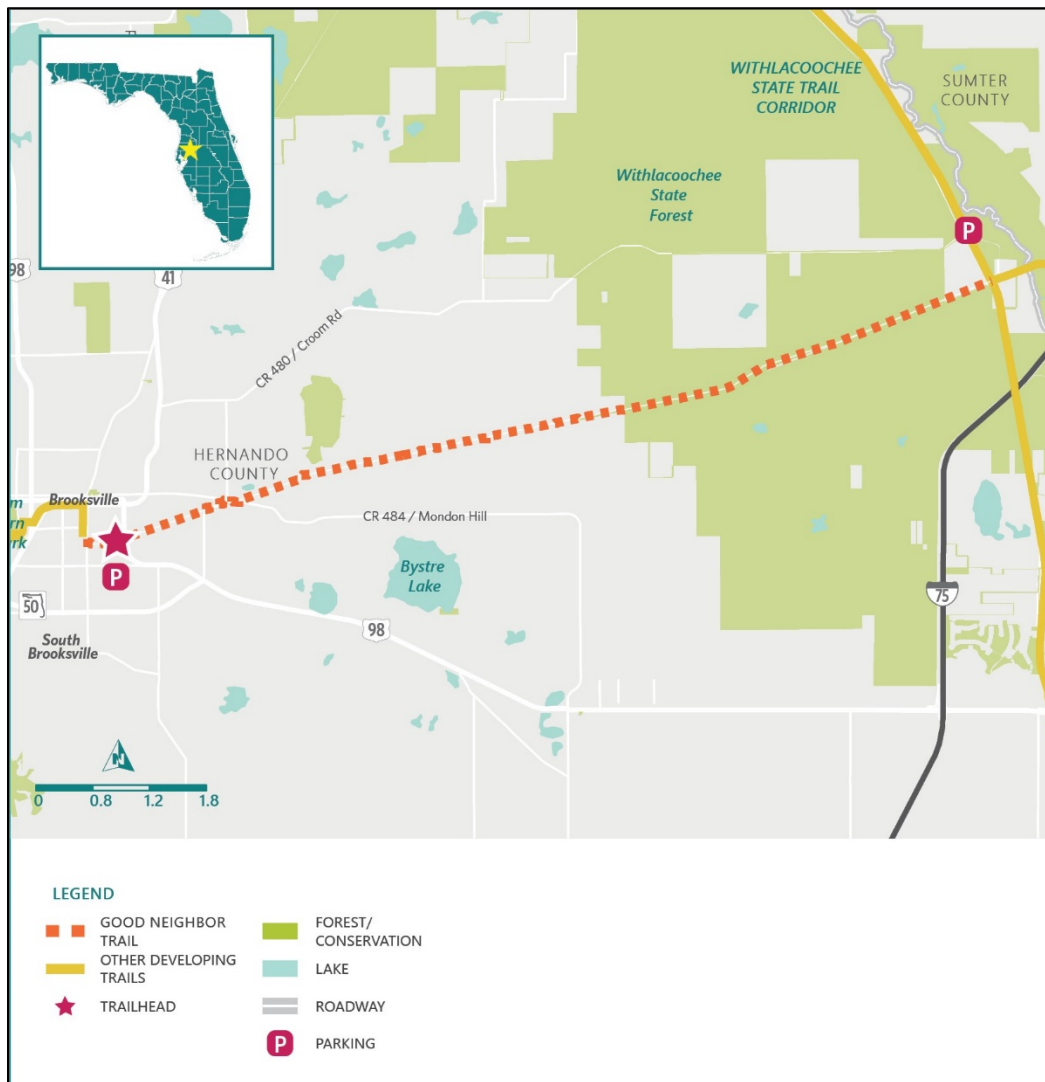 WITHLACOOCHEE
STATE TRAIL
CORRIDOR
SUMTER
COUNTY
Withlacoochee
State
Forest
P
98
41
CR 480 / Croom Rd
HERNANDO
COUNTY
Brooksville
CR 484 / Mondon Hill
P
Bystre
Lake
50
75
98
South
Brooksville
N
0 0.8 1.2 1.8
LEGEND
GOOD NEIGHBOR
TRAIL
OTHER DEVELOPING
TRAILS
TRAILHEAD
FOREST/
CONSERVATION
LAKE
ROADWAY
P PARKING